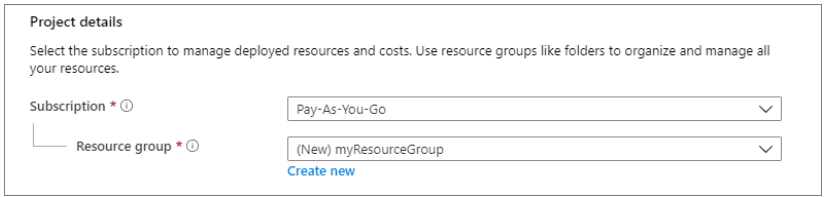 Project details
Select the subscription to manage deployed resources and costs. Use resource groups like folders to organize and manage all
your resources.
Subscription *
Pay-As-You-Go
Resource group *
(New) myResourceGroup
Create new